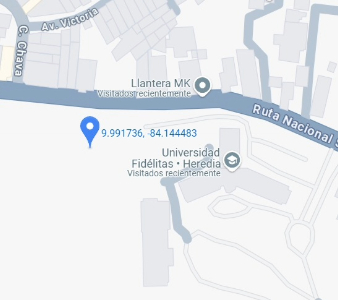 Av. Victoria
C. Chava
Llantera MK
Visitados recientemente
Ruta Nacional
9.991736, -84.144483
Universidad
Fidélitas • Heredia
Visitados recientemente